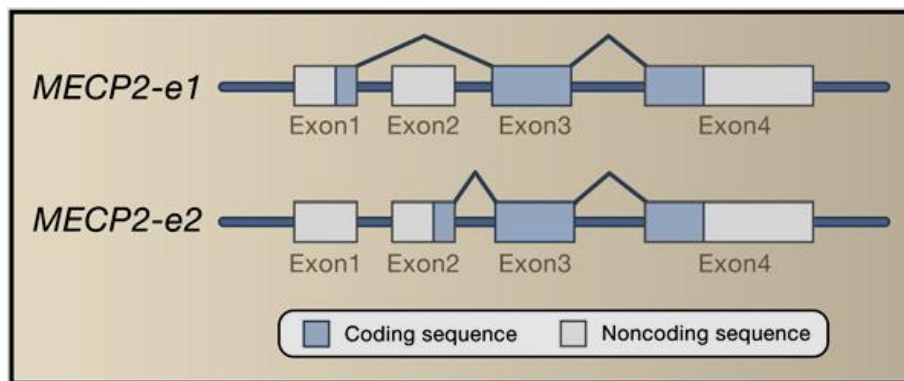 MECP2-e1
Exon1 Exon2 Exon3 Exon4
MECP2-e2
Exon1 Exon2 Exon3 Exon4
Coding sequence Noncoding sequence